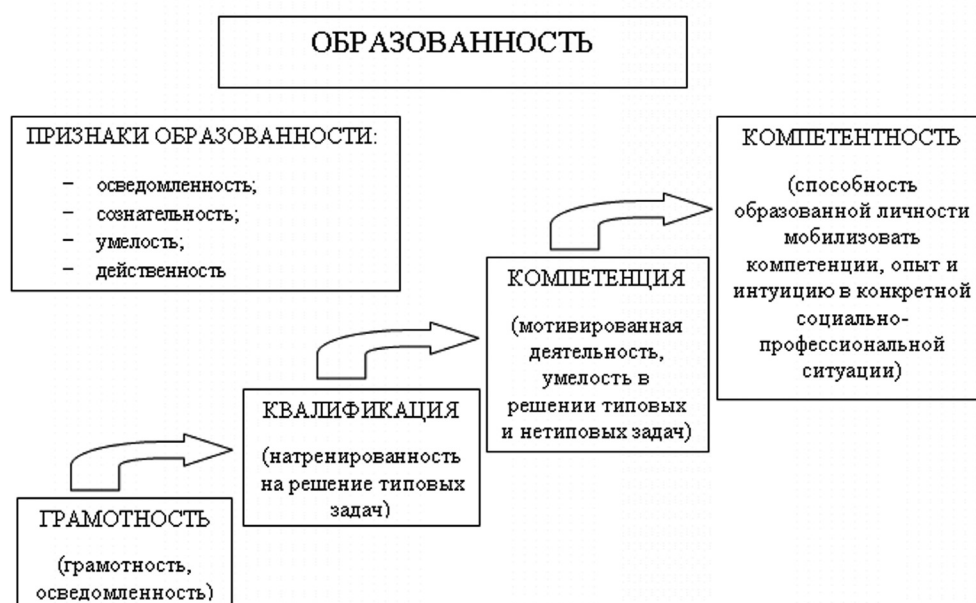 ОБРАЗОВАННОСТЬ
ПРИЗНАКИ ОБРАЗОВАННОСТИ:
– осведомленность;
– сознательность;
– умелость;
– действенность
КОМПЕТЕНТНОСТЬ
(способность
образованной личности
мобилизовать
компетенции, опыт и
интуицию в конкретной
социально-
профессиональной
ситуации)
КОМПЕТЕНЦИЯ
(мотивированная
деятельность,
умелость в
решении типовых
и нетиповых задач)
КВАЛИФИКАЦИЯ
(натренированность
на решение типовых
задач)
ГРАМОТНОСТЬ
(грамотность,
осведомленность)